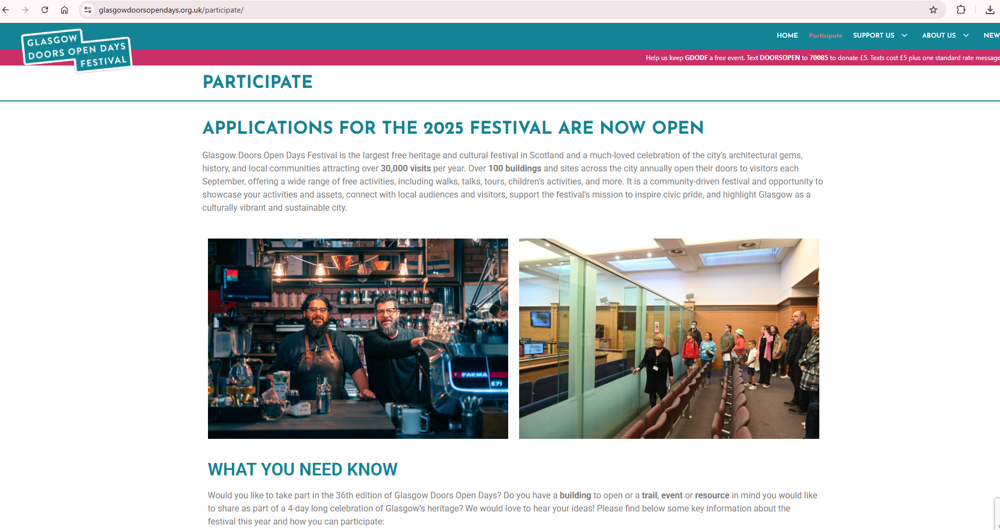 glasgowdoorsopendays.org.uk/participate/
GLASGOW
DOORS OPEN DAYS
FESTIVAL
HOME Participate SUPPORT US ABOUT US NEW
Help us keep GDODF a free event. Text DOORSOPEN to 70085 to donate £5. Texts cost £5 plus one standard rate message
PARTICIPATE
APPLICATIONS FOR THE 2025 FESTIVAL ARE NOW OPEN
Glasgow Doors Open Days Festival is the largest free heritage and cultural festival in Scotland and a much-loved celebration of the city’s architectural gems,
history, and local communities attracting over 30,000 visits per year. Over 100 buildings and sites across the city annually open their doors to visitors each
September, offering a wide range of free activities, including walks, talks, tours, children’s activities, and more. It is a community-driven festival and opportunity to
showcase your activities and assets, connect with local audiences and visitors, support the festival’s mission to inspire civic pride, and highlight Glasgow as a
culturally vibrant and sustainable city.
FAEMA
E71
WHAT YOU NEED KNOW
Would you like to take part in the 36th edition of Glasgow Doors Open Days? Do you have a building to open or a trail, event or resource in mind you would like
to share as part of a 4-day long celebration of Glasgow’s heritage? We would love to hear your ideas! Please find below some key information about the
festival this year and how you can participate: